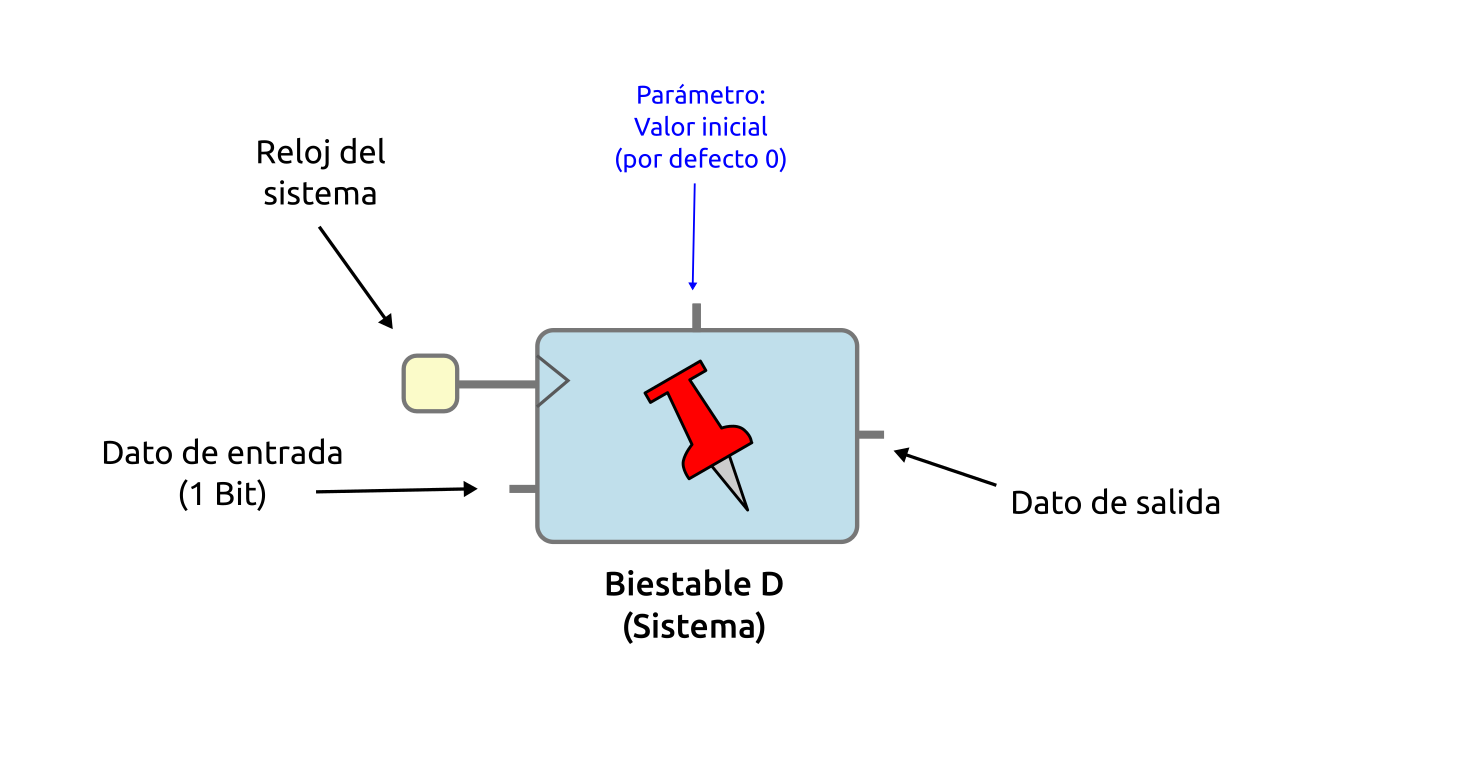 Parámetro:
Valor inicial
(por defecto 0)
Reloj del
sistema
Dato de entrada
(1 Bit)
Dato de salida
Biestable D
(Sistema)